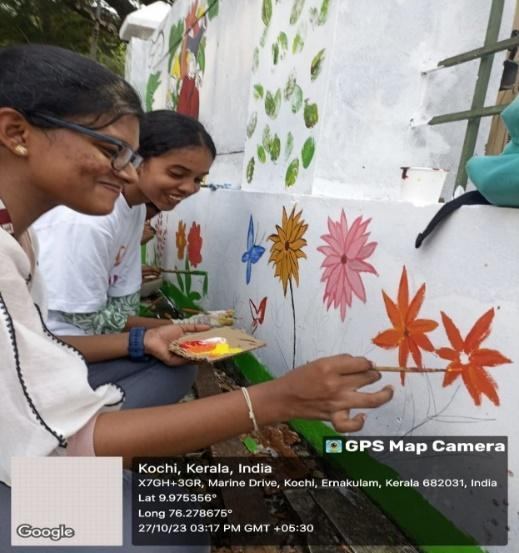 GPS Map Camera
Kochi, Kerala, India
X7GH+3GR, Marine Drive, Kochi, Ernakulam, Kerala 682031, India
Lat 9.975356°
Long 76.278675°
27/10/23 03:17 PM GMT +05:30
Google